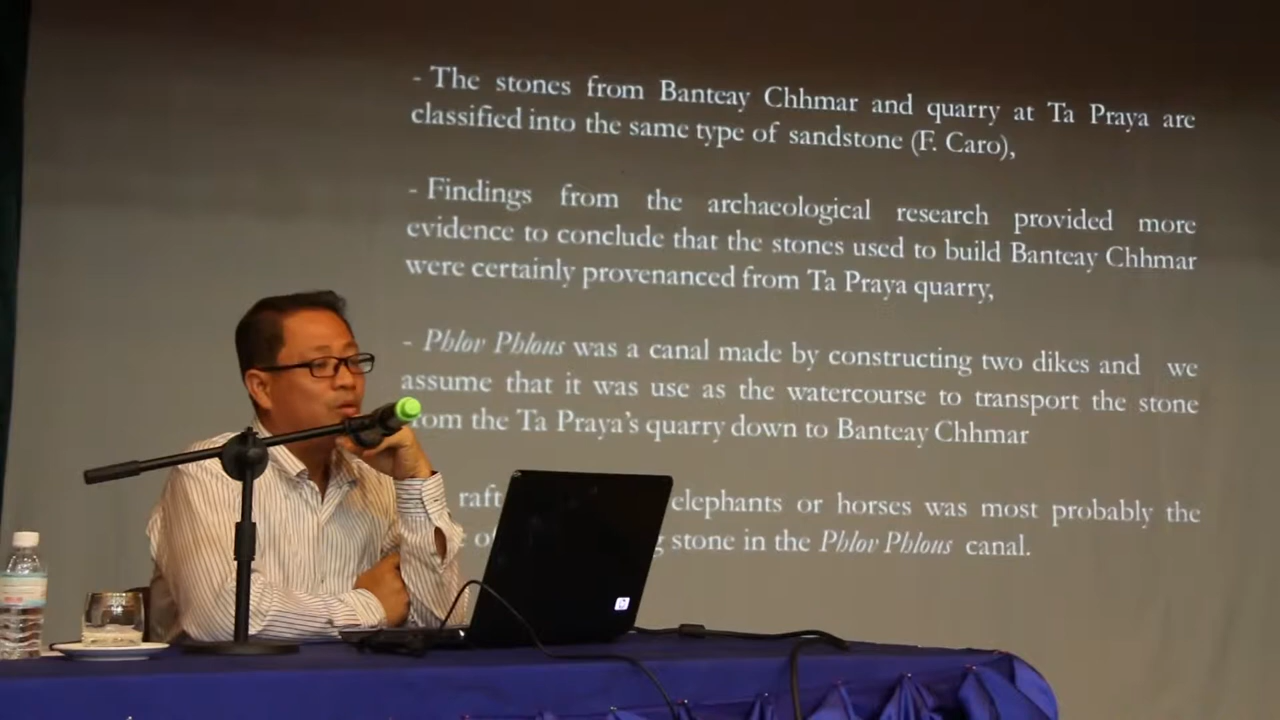 - The stones from Banteay Chhmar and quarry at Ta Praya are
classified into the same type of sandstone (F. Caro),
- Findings from the archaeological research provided more
evidence to conclude that the stones used to build Banteay Chhmar
were certainly provenanced from Ta Praya quarry,
- Phlov Phlous was a canal made by constructing two dikes and we
assume that it was use as the watercourse to transport the stone
from the Ta Praya's quarry down to Banteay Chhmar
raft elephants or horses was most probably the
stone in the Phlov Phlous canal.
hp